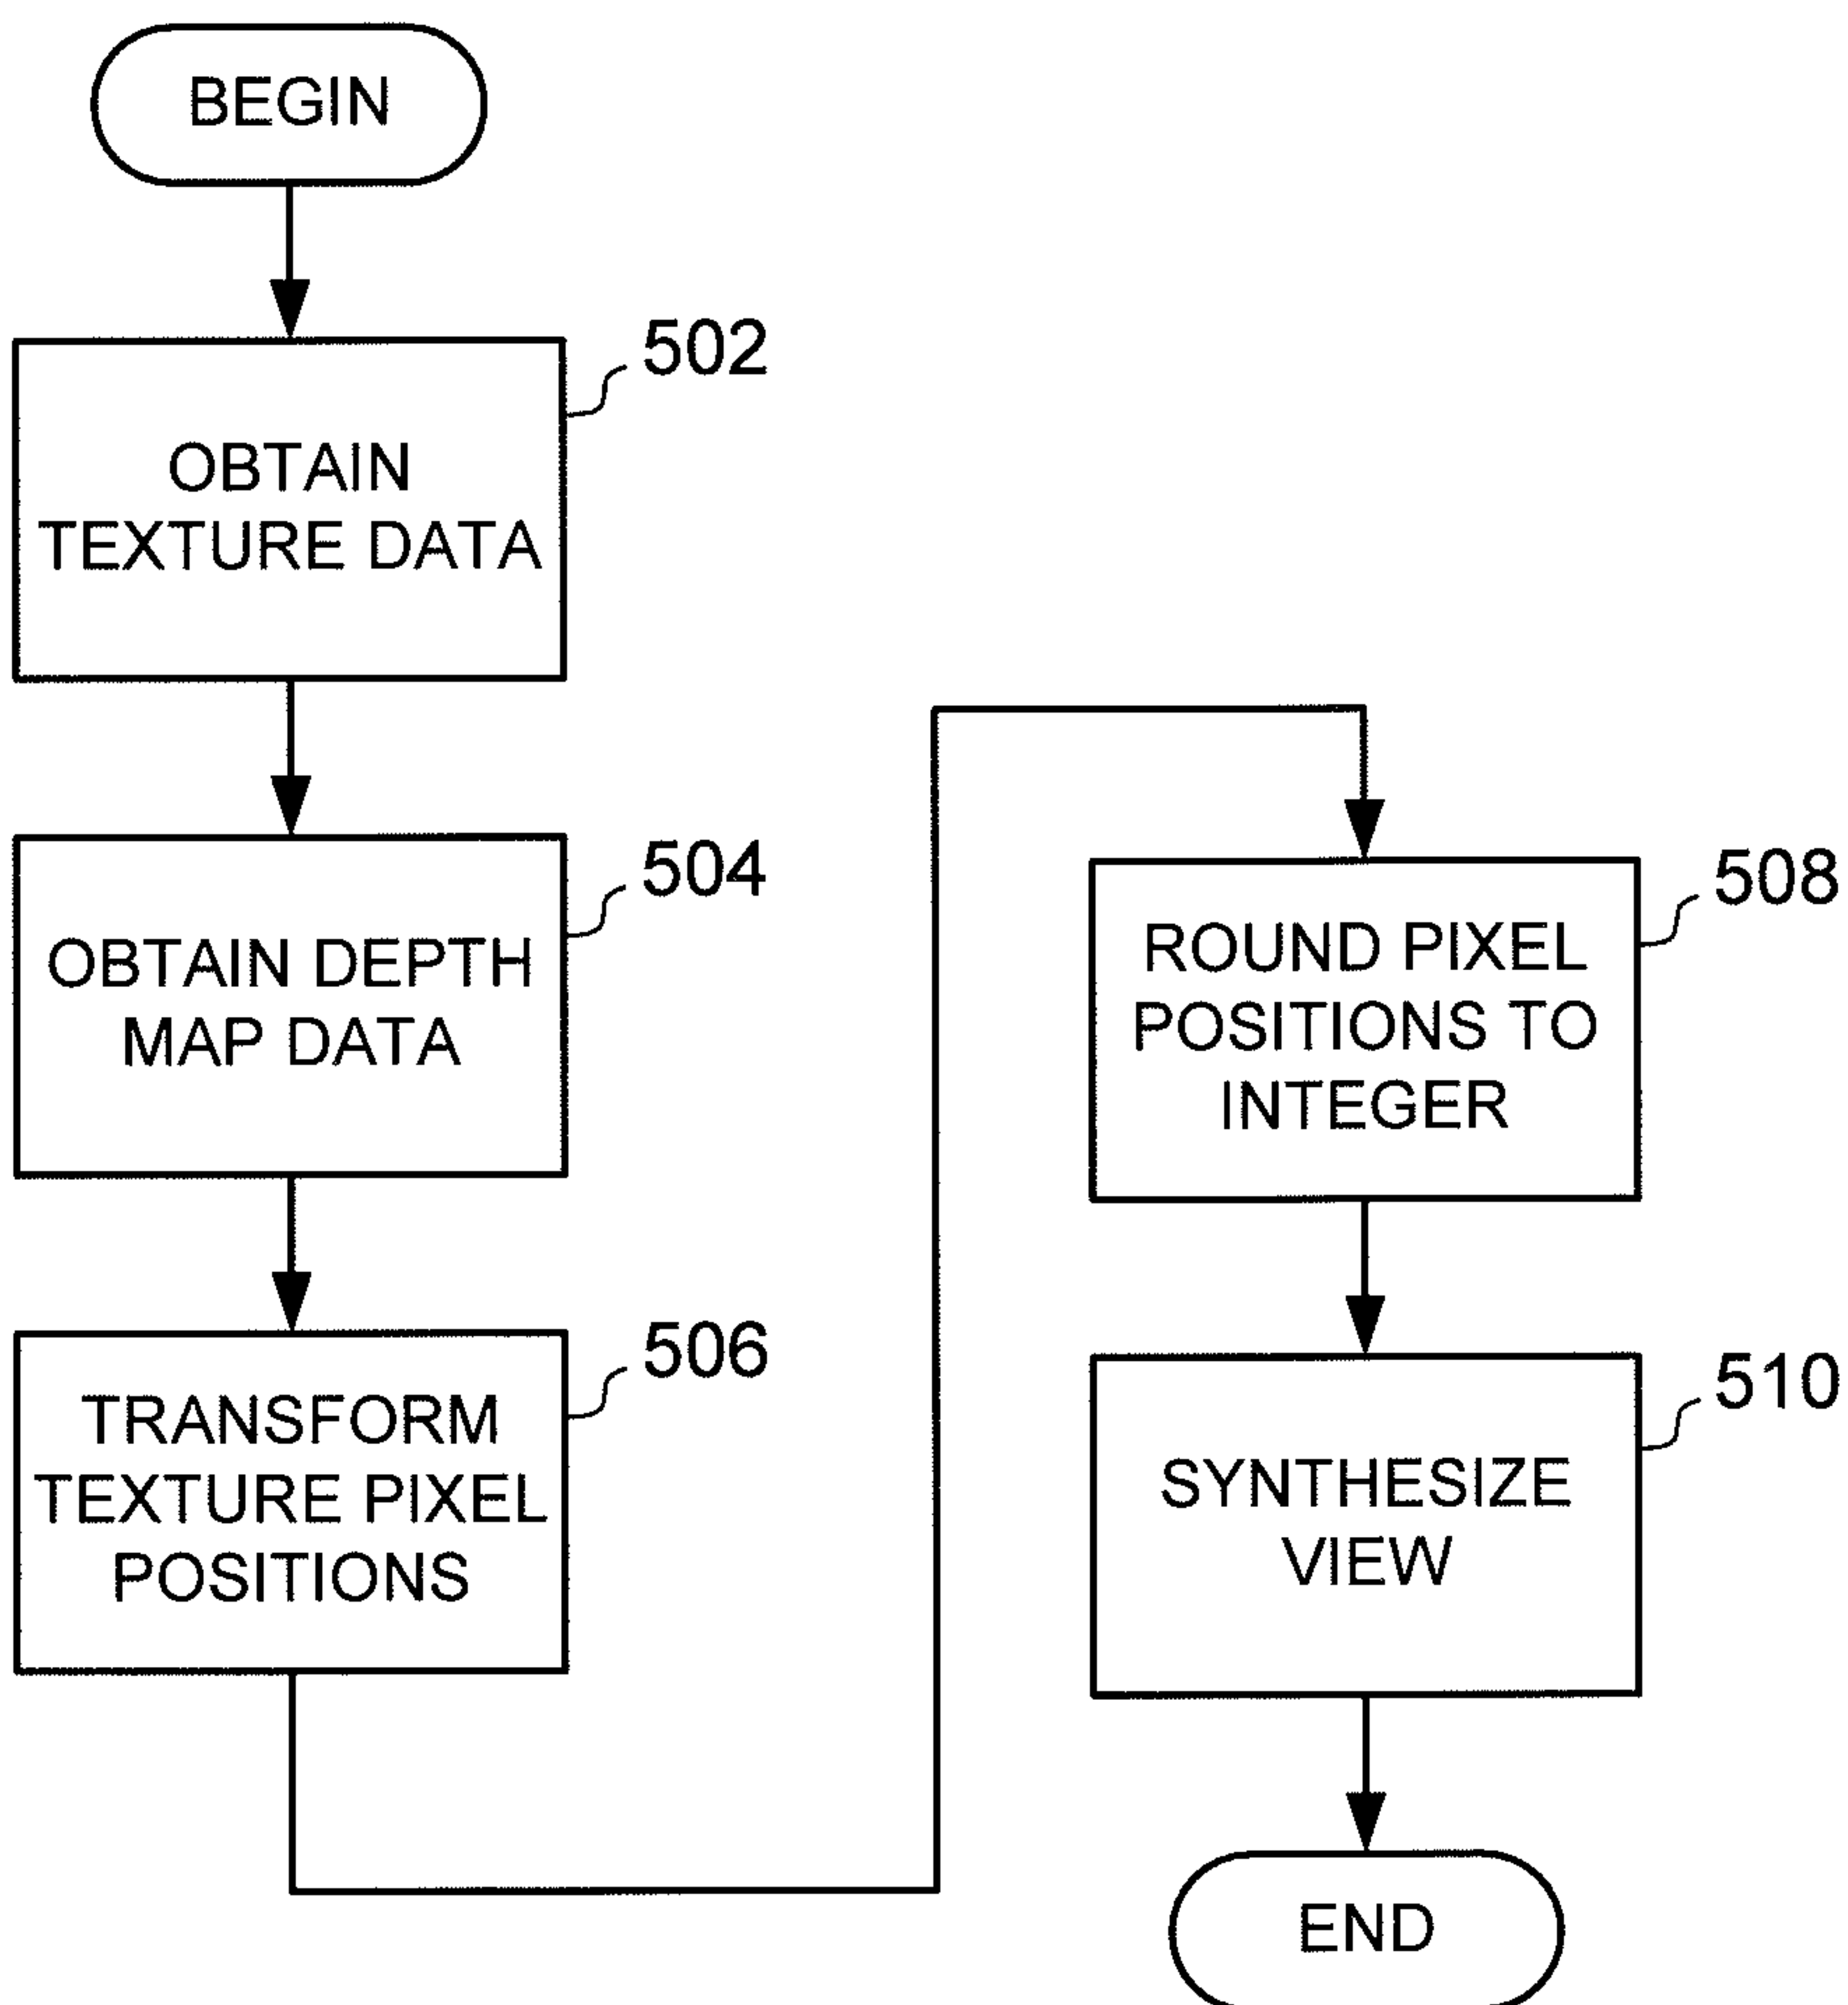 BEGIN
502
OBTAIN
TEXTURE DATA
504
OBTAIN DEPTH
MAP DATA
506
TRANSFORM
TEXTURE PIXEL
POSITIONS
508
ROUND PIXEL
POSITIONS TO
INTEGER
510
SYNTHESIZE
VIEW
END